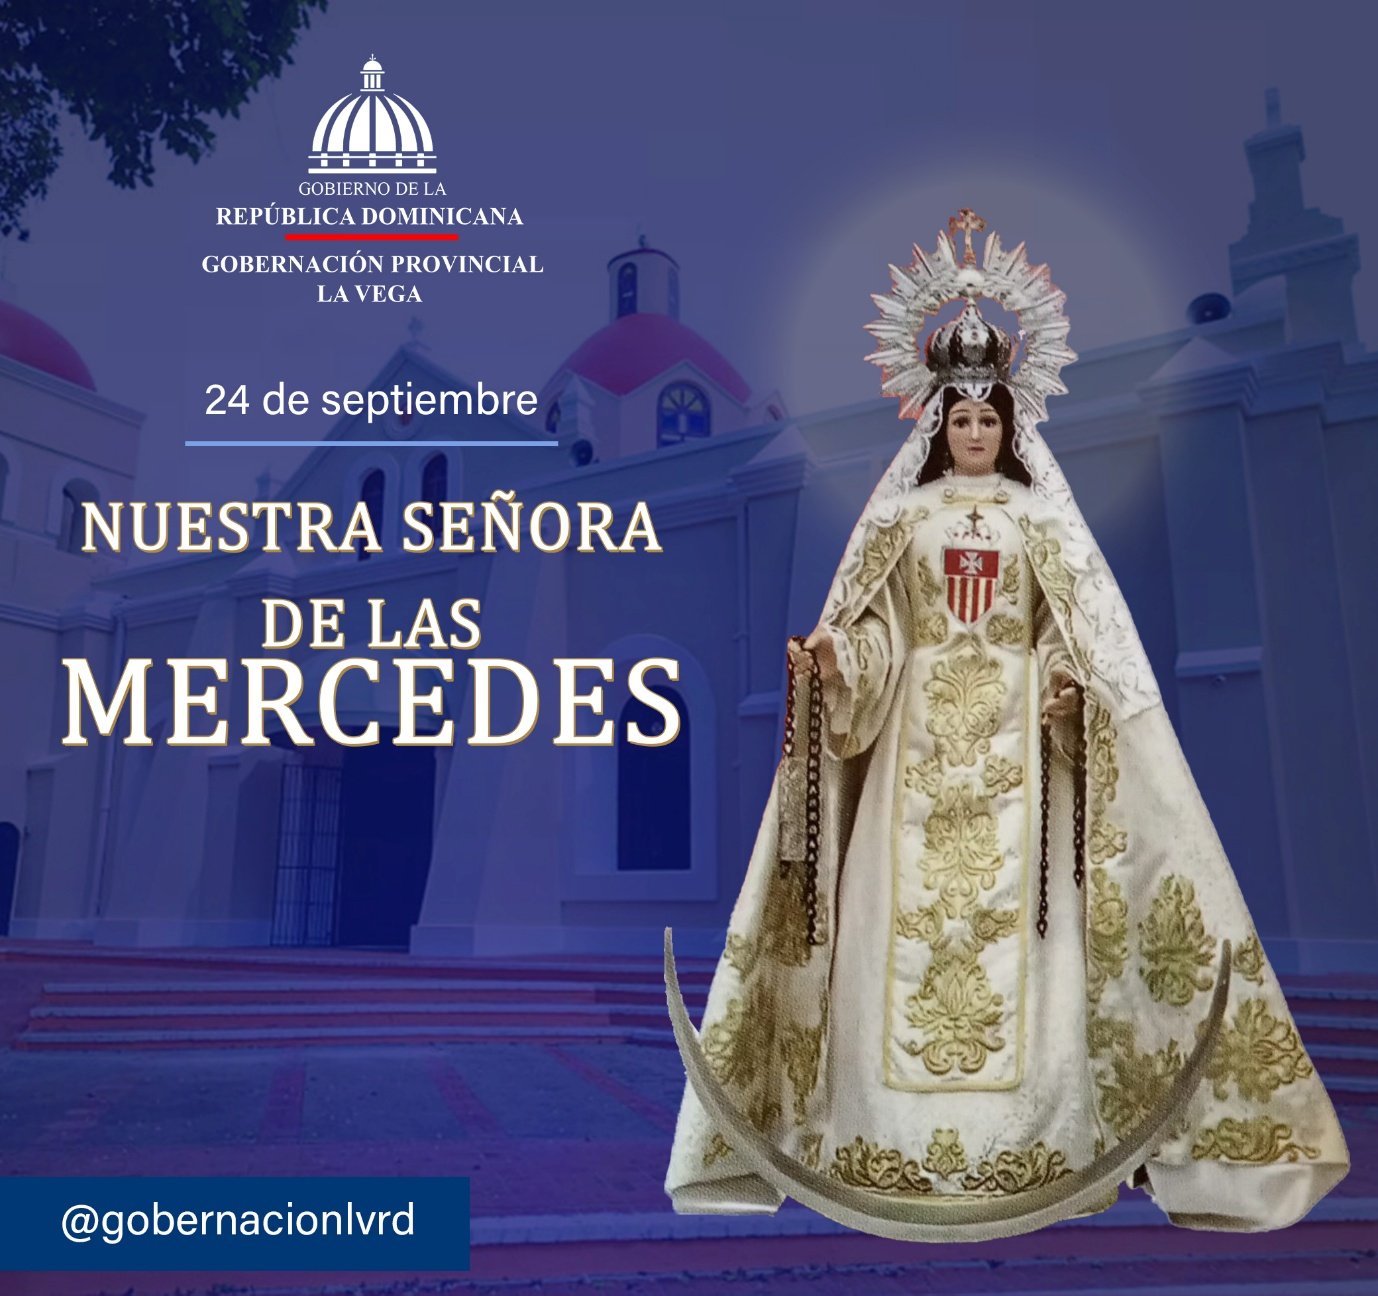 GOBIERNO DE LA
REPÚBLICA DOMINICANA
GOBERNACIÓN PROVINCIAL
LA VEGA
24 de septiembre
NUESTRA SEÑORA
DE LAS
MERCEDES
@gobernacionlvrd